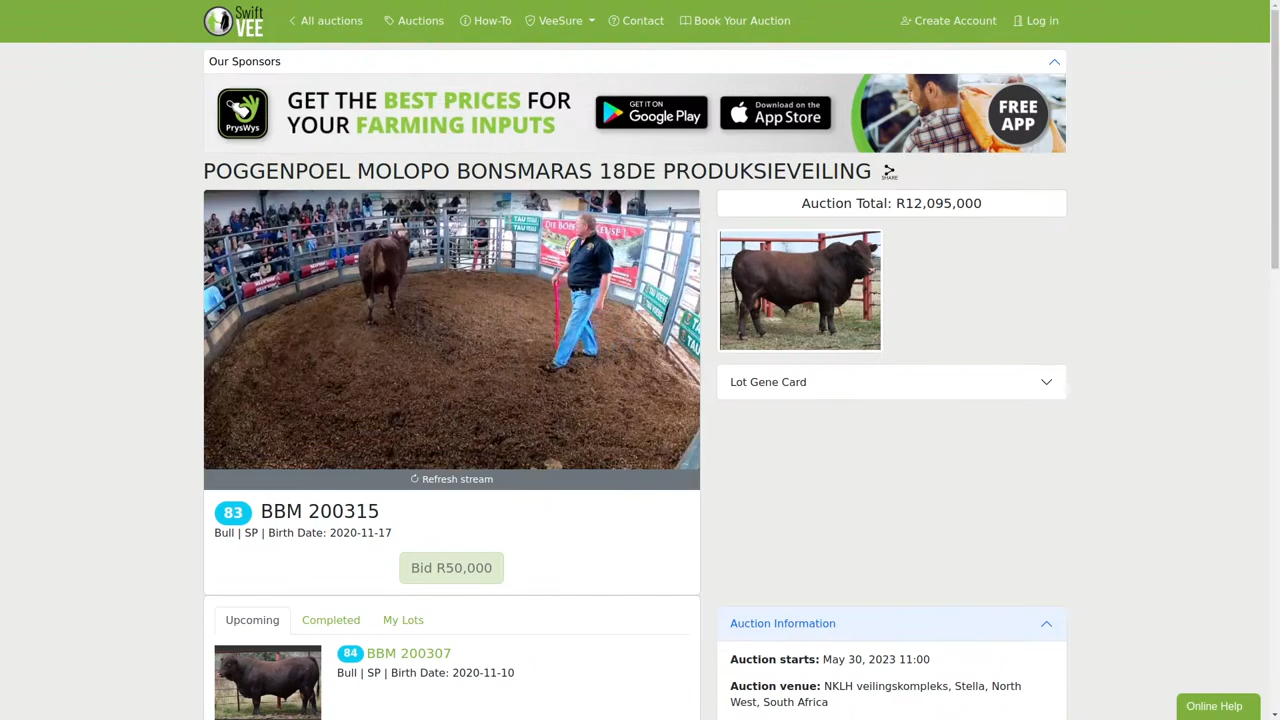 Swift VEE
All auctions Auctions How-To VeeSure Contact Book Your Auction Create Account Log in
Our Sponsors
PrysWys
GET THE BEST PRICES FOR
YOUR FARMING INPUTS
GET IT ON
Google Play
Download on the
App Store
FREE
APP
POGGENPOEL MOLOPO BONSMARAS 18DE PRODUKSIEVEILING SHARE
Auction Total: R12,095,000
DIE BOER
KEUSE!
Lot Gene Card
Refresh stream
83 BBM 200315
Bull | SP | Birth Date: 2020-11-17
Bid R50,000
Upcoming Completed My Lots
84 BBM 200307
Bull | SP | Birth Date: 2020-11-10
Auction Information
Auction starts: May 30, 2023 11:00
Auction venue: NKLH veilingskompleks, Stella, North
West, South Africa
Online Help